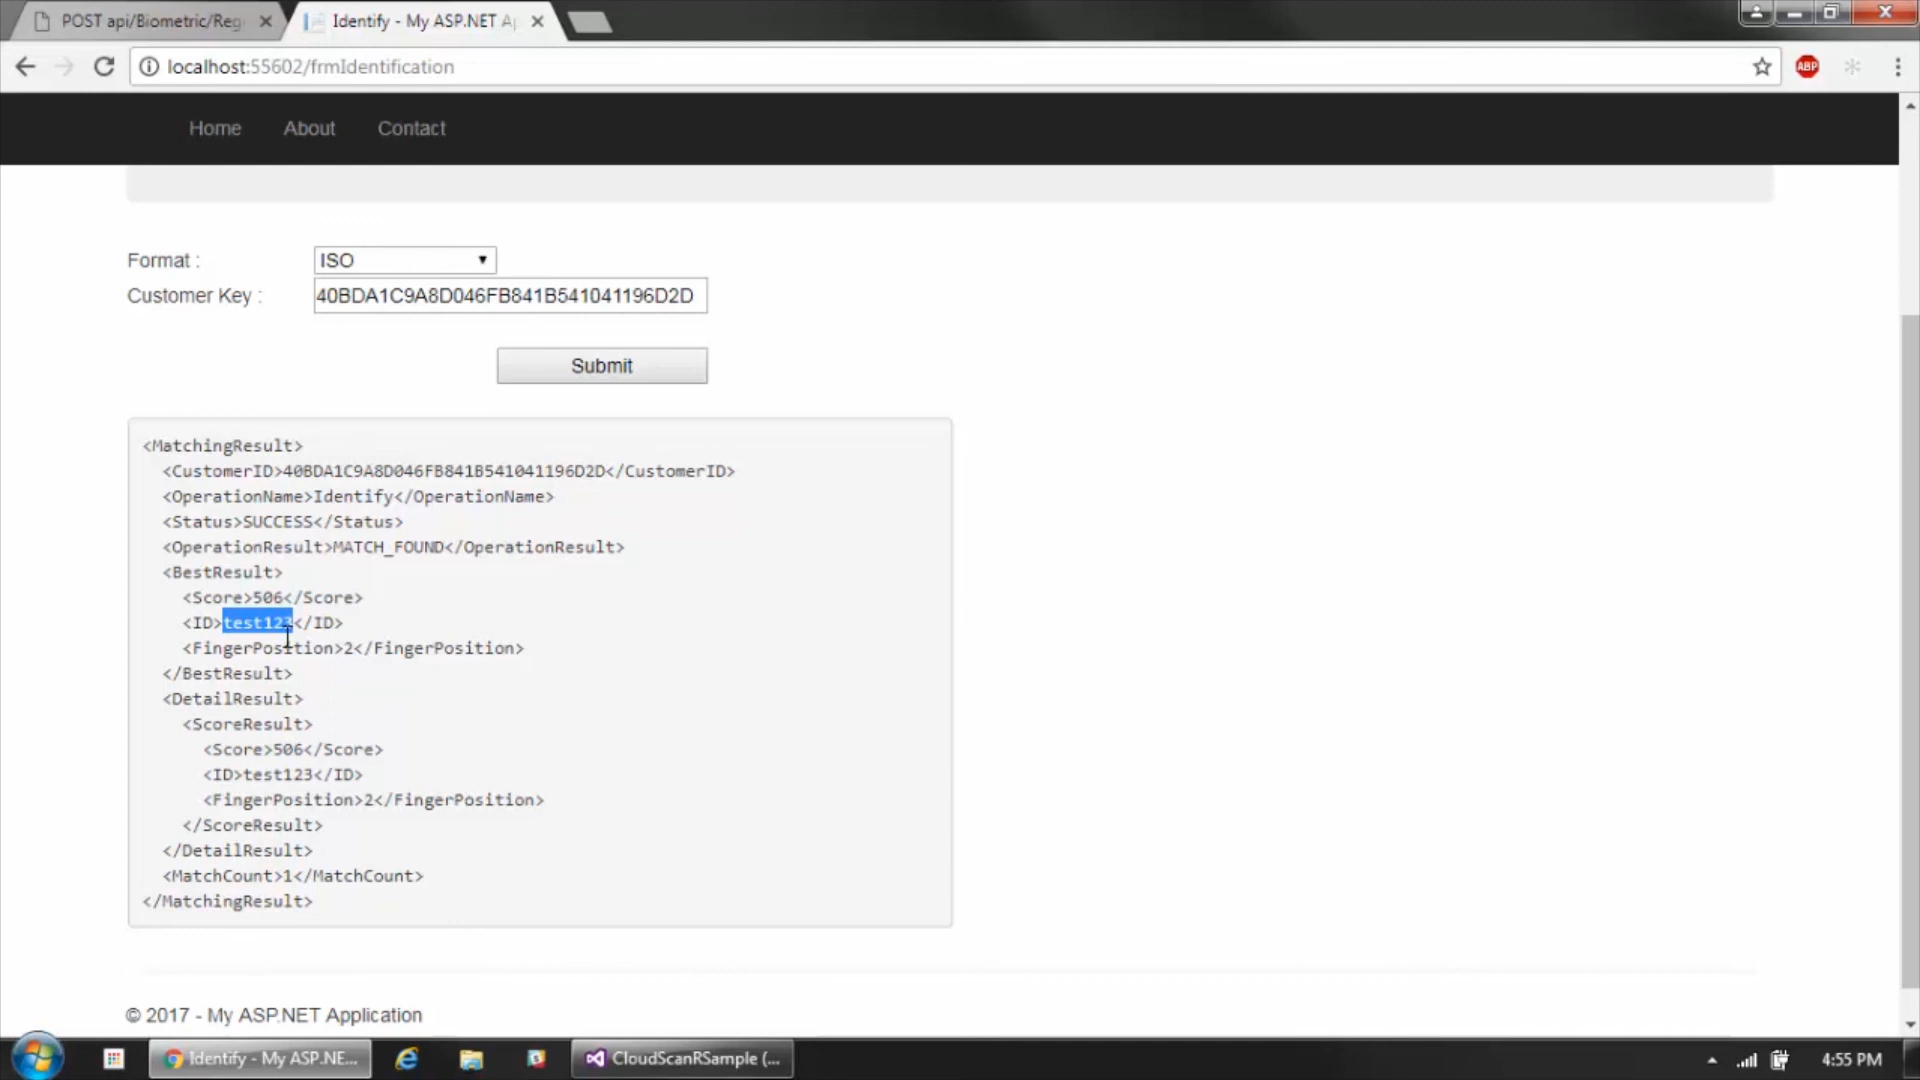 POST api/Biometric/Reg
Identify - My ASP.NET Ap
localhost:55602/frmIdentification
ABP
Home About Contact
Format : ISO
Customer Key : 40BDA1C9A8D046FB841B541041196D2D
Submit
<MatchingResult>
<CustomerID>40BDA1C9A8D046FB841B541041196D2D</CustomerID>
<OperationName>Identify</OperationName>
<Status>SUCCESS</Status>
<OperationResult>MATCH_FOUND</OperationResult>
<BestResult>
<Score>506</Score>
<ID>test123</ID>
<FingerPosition>2</FingerPosition>
</BestResult>
<DetailResult>
<ScoreResult>
<Score>506</Score>
<ID>test123</ID>
<FingerPosition>2</FingerPosition>
</ScoreResult>
</DetailResult>
<MatchCount>1</MatchCount>
</MatchingResult>
© 2017 - My ASP.NET Application
Identify - My ASP.NE...
CloudScanRSample (...
4:55 PM